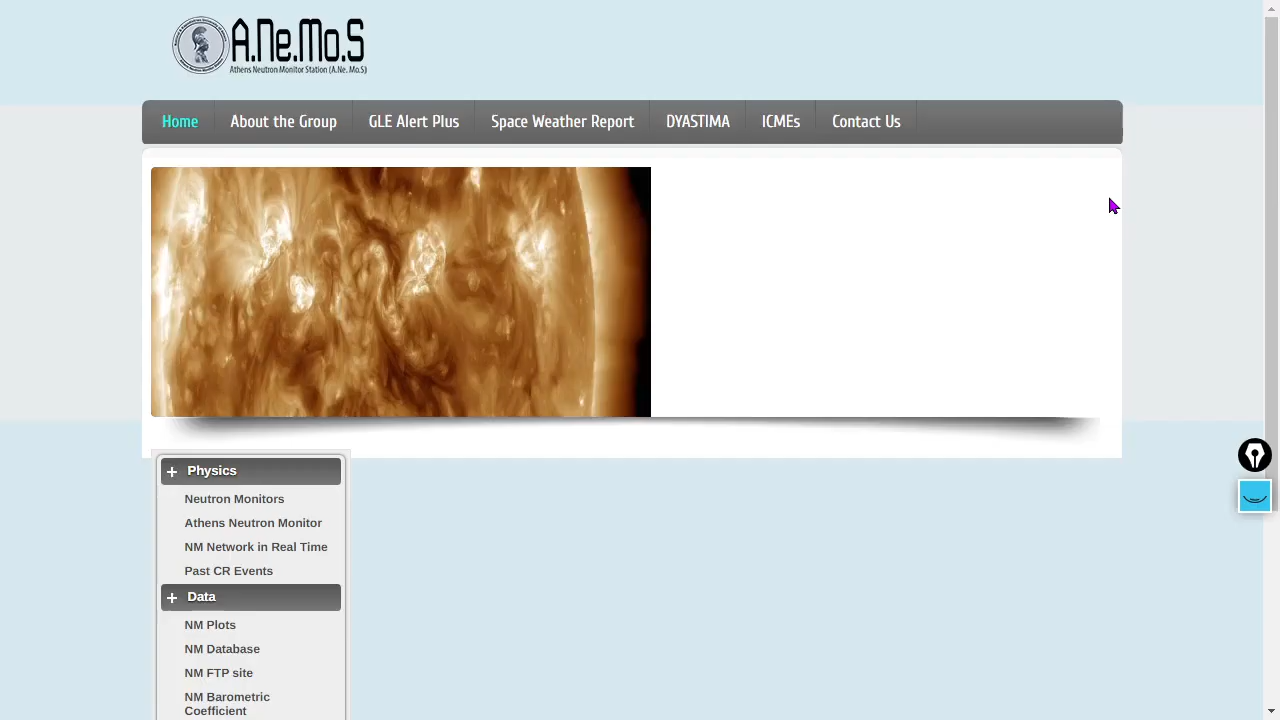 A.Ne.Mo.S
Athens Neutron Monitor Station (A.Ne. Mo.S)
Home About the Group GLE Alert Plus Space Weather Report DYASTIMA ICMEs Contact Us
Physics
Neutron Monitors
Athens Neutron Monitor
NM Network in Real Time
Past CR Events
Data
NM Plots
NM Database
NM FTP site
NM Barometric
Coefficient